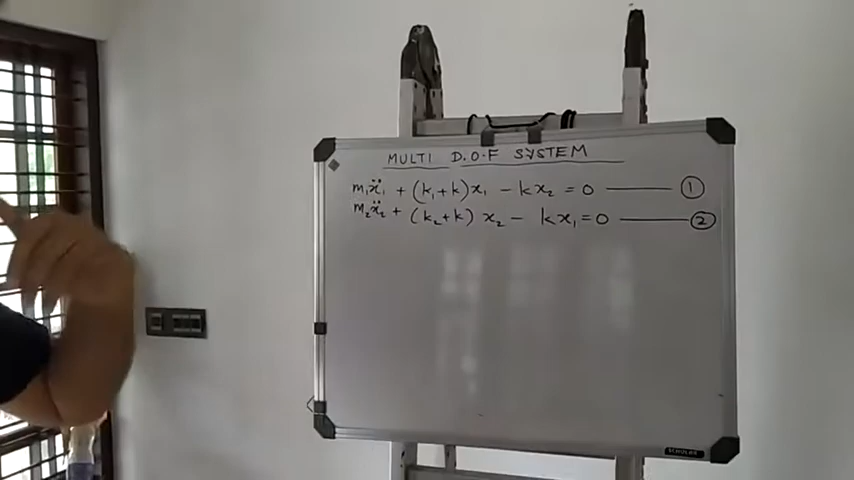 MULTI D.O.F SYSTEM
m₁ẍ₁ + (k₁+k)x₁ − kx₂ = 0 ——— ①
m₂ẍ₂ + (k₂+k) x₂ − kx₁ = 0 ——— ②